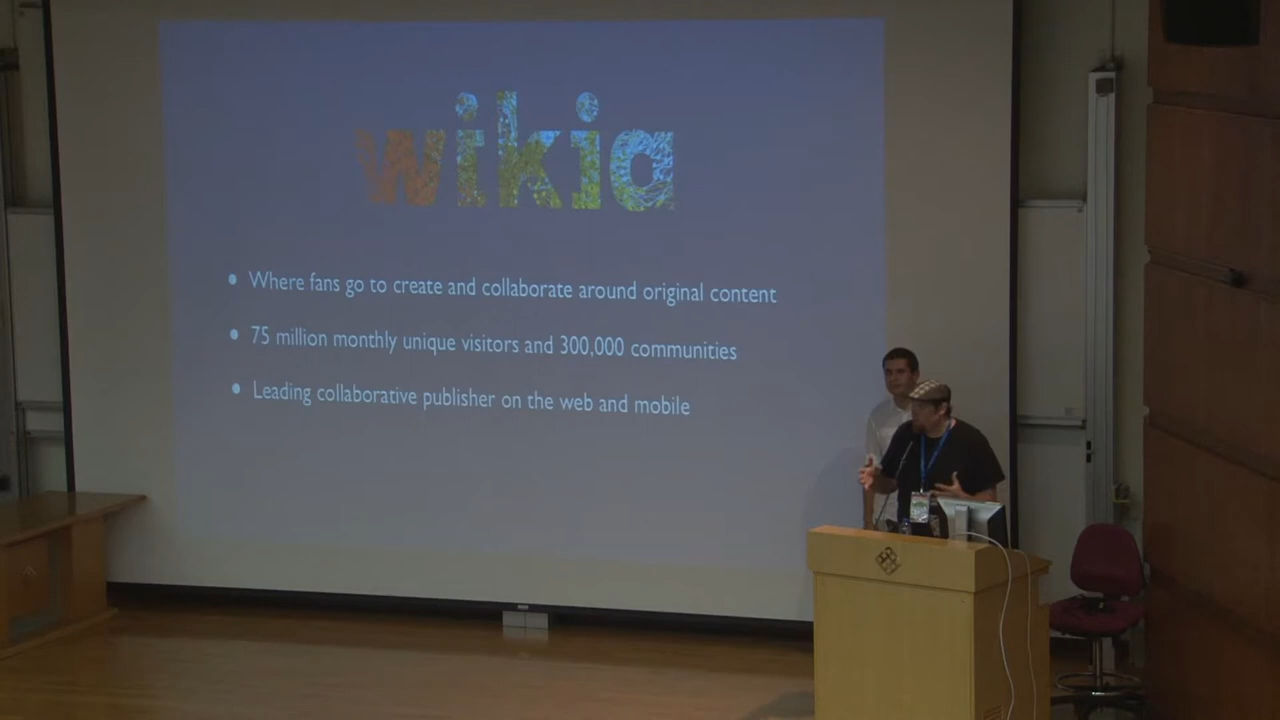 wikia
• Where fans go to create and collaborate around original content
• 75 million monthly unique visitors and 300,000 communities
• Leading collaborative publisher on the web and mobile